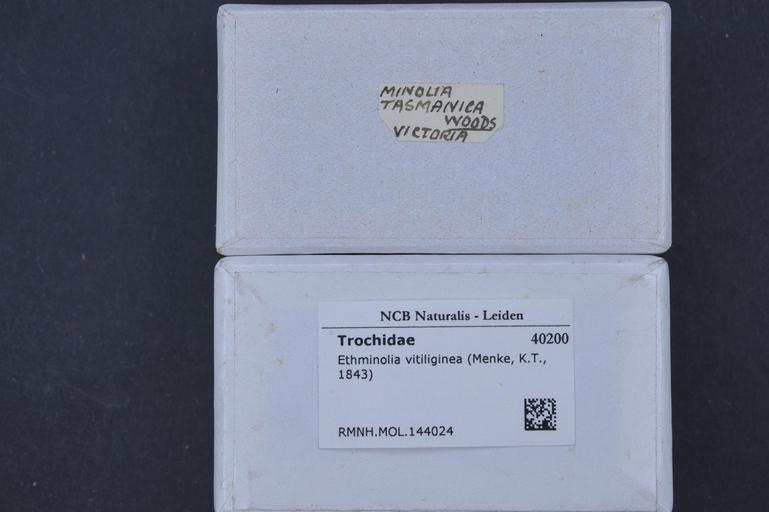 MINOLIA
TASMANICA
WOODS
VICTORIA
NCB Naturalis - Leiden
Trochidae 40200
Ethminolia vitiliginea (Menke, K.T.,
1843)
RMNH.MOL.144024